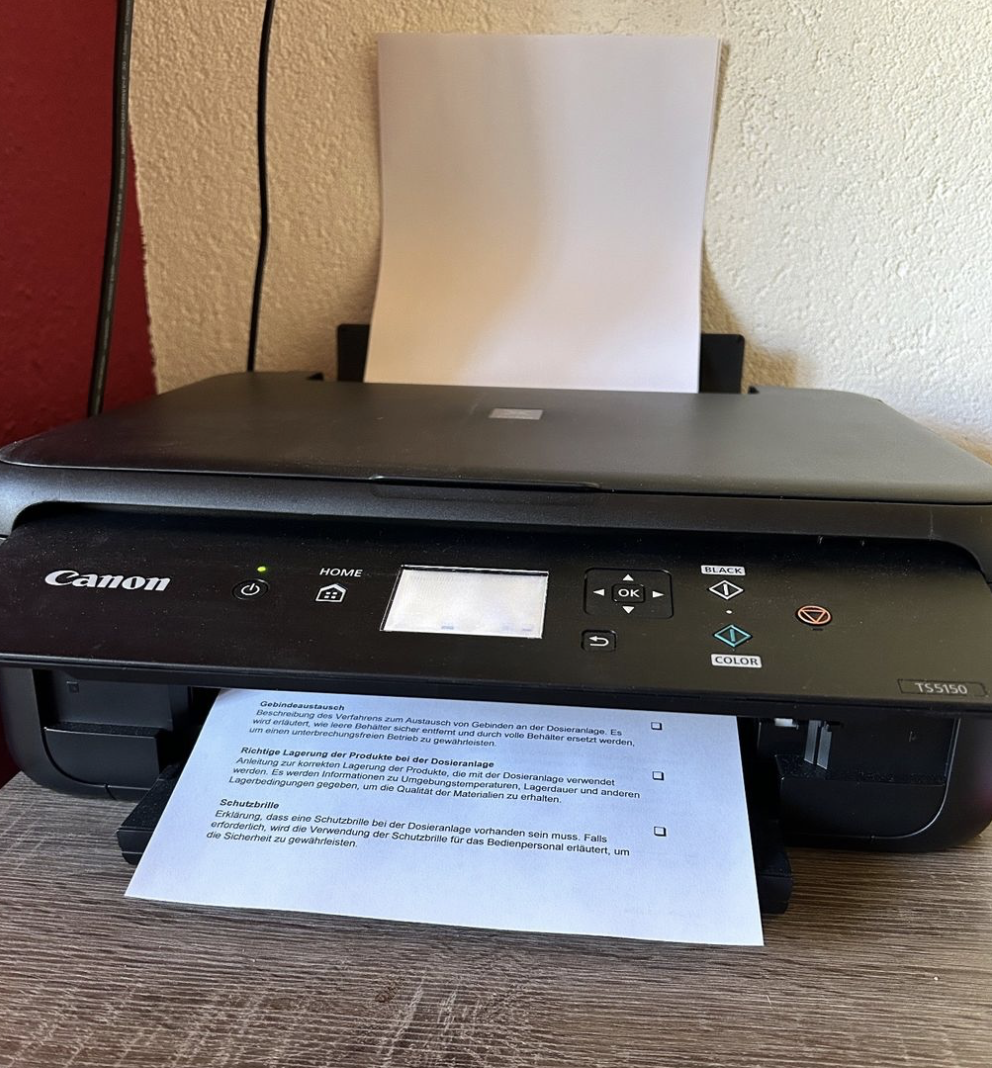 Canon
HOME
OK
BLACK
COLOR
TS5150
Gebindeaustausch
Beschreibung des Verfahrens zum Austausch von Gebinden an der Dosieranlage. Es
wird erläutert, wie leere Behälter sicher entfernt und durch volle Behälter ersetzt werden,
um einen unterbrechungsfreien Betrieb zu gewährleisten.
Richtige Lagerung der Produkte bei der Dosieranlage
Anleitung zur korrekten Lagerung der Produkte, die mit der Dosieranlage verwendet
werden. Es werden Informationen zu Umgebungstemperaturen, Lagerdauer und anderen
Lagerbedingungen gegeben, um die Qualität der Materialien zu erhalten.
Schutzbrille
Erklärung, dass eine Schutzbrille bei der Dosieranlage vorhanden sein muss. Falls
erforderlich, wird die Verwendung der Schutzbrille für das Bedienpersonal erläutert, um
die Sicherheit zu gewährleisten.